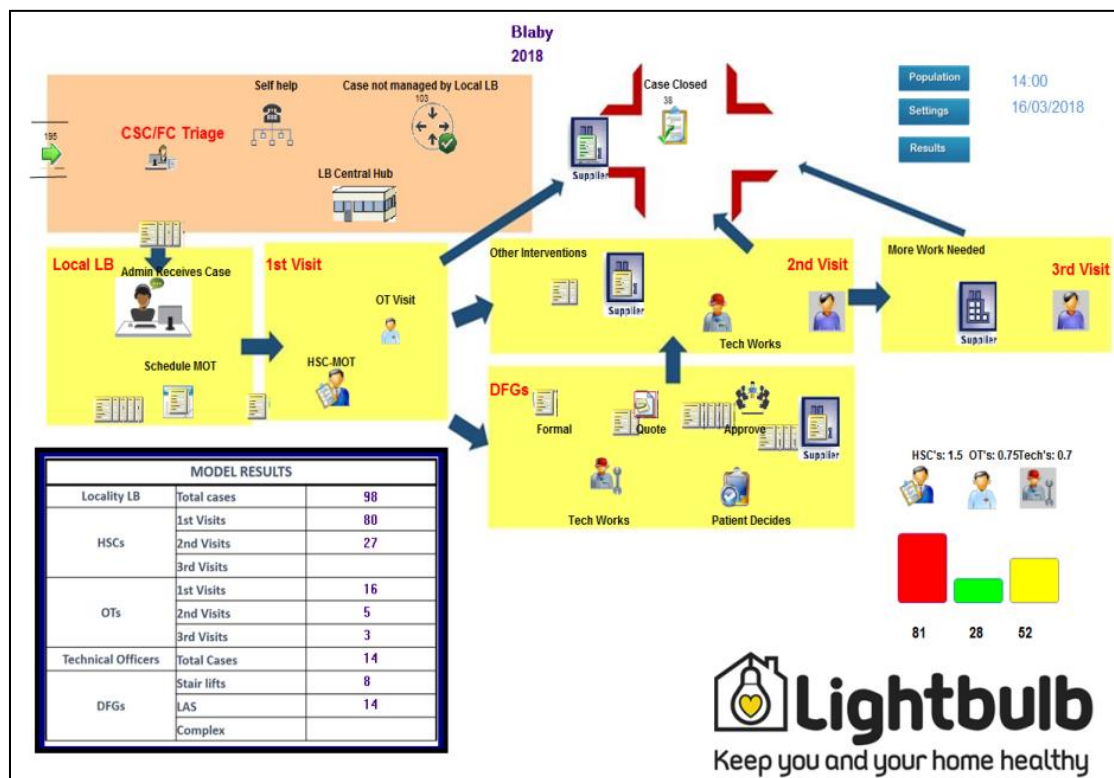 Blaby
2018
Self help
Case not managed by Local LB
103
Case Closed
38
Population
14:00
Settings
16/03/2018
Results
195
CSC/FC Triage
LB Central Hub
Supplier
Local LB
Admin Receives Case
1st Visit
OT Visit
Schedule MOT
HSC-MOT
Other Interventions
2nd Visit
Supplier
Tech Works
More Work Needed
3rd Visit
Supplier
DFGs
Formal
Quote
Approve
Supplier
Tech Works
Patient Decides
HSC's: 1.5 OT's: 0.75Tech's: 0.7
81 28 52
MODEL RESULTS
Locality LB Total cases 98
HSCs 1st Visits 80
2nd Visits 27
3rd Visits
OTs 1st Visits 16
2nd Visits 5
3rd Visits 3
Technical Officers Total Cases 14
DFGs Stair lifts 8
LAS 14
Complex
Lightbulb
Keep you and your home healthy